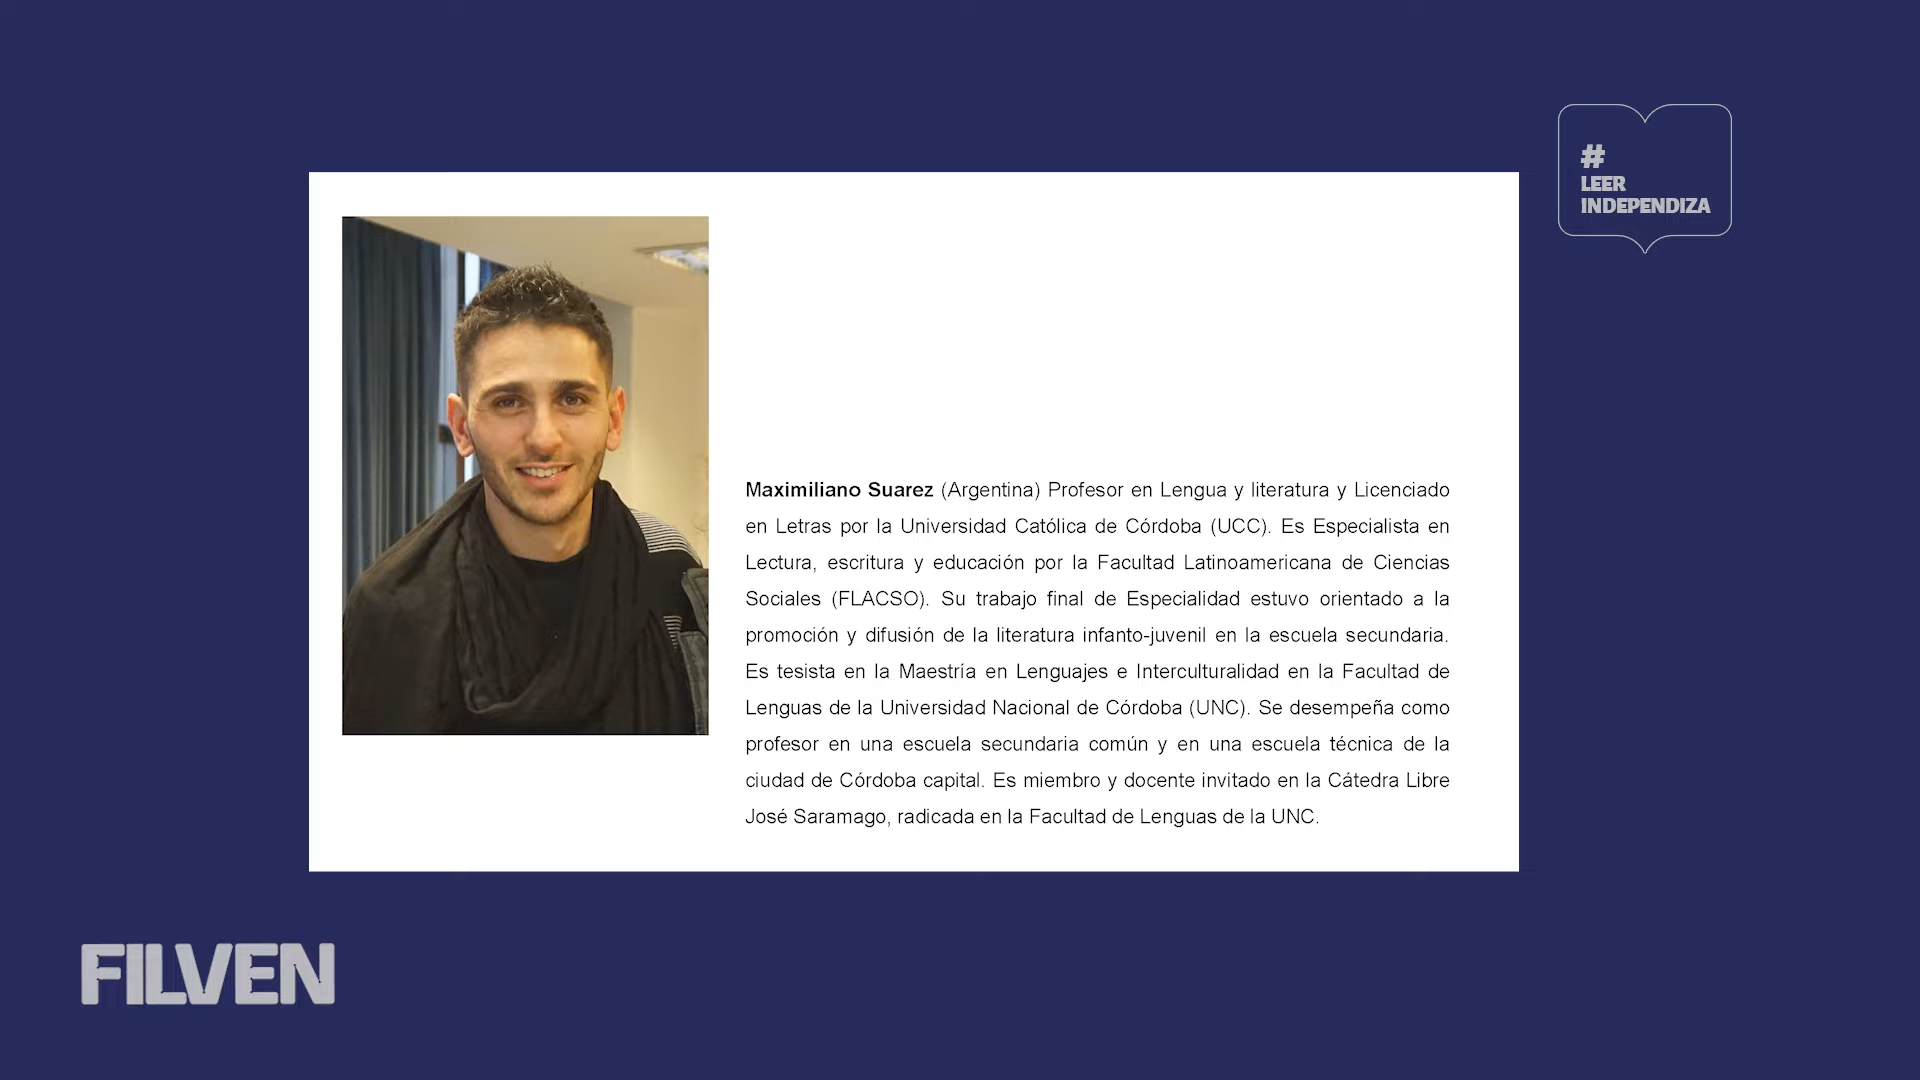 #
LEER
INDEPENDIZA
Maximiliano Suarez (Argentina) Profesor en Lengua y literatura y Licenciado
en Letras por la Universidad Católica de Córdoba (UCC). Es Especialista en
Lectura, escritura y educación por la Facultad Latinoamericana de Ciencias
Sociales (FLACSO). Su trabajo final de Especialidad estuvo orientado a la
promoción y difusión de la literatura infanto-juvenil en la escuela secundaria.
Es tesista en la Maestría en Lenguajes e Interculturalidad en la Facultad de
Lenguas de la Universidad Nacional de Córdoba (UNC). Se desempeña como
profesor en una escuela secundaria común y en una escuela técnica de la
ciudad de Córdoba capital. Es miembro y docente invitado en la Cátedra Libre
José Saramago, radicada en la Facultad de Lenguas de la UNC.
FILVEN